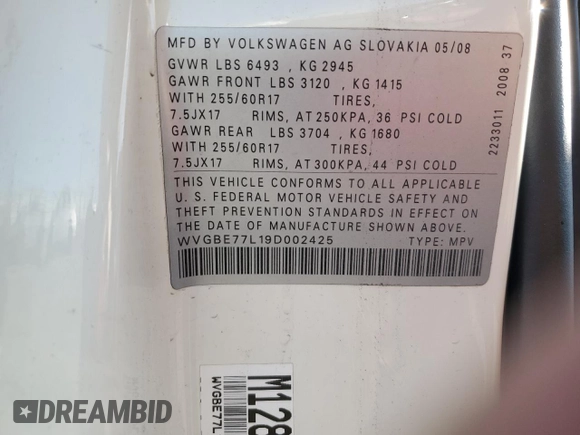 MFD BY VOLKSWAGEN AG SLOVAKIA 05/08
GVWR LBS 6493 , KG 2945
GAWR FRONT LBS 3120 , KG 1415
WITH 255/60R17 TIRES,
7.5JX17 RIMS, AT 250KPA, 36 PSI COLD
GAWR REAR LBS 3704 , KG 1680
WITH 255/60R17 TIRES,
7.5JX17 RIMS, AT 300KPA, 44 PSI COLD
THIS VEHICLE CONFORMS TO ALL APPLICABLE
U. S. FEDERAL MOTOR VEHICLE SAFETY AND
THEFT PREVENTION STANDARDS IN EFFECT ON
THE DATE OF MANUFACTURE SHOWN ABOVE.
WVGBE77L19D002425 TYPE: MPV
2233011 2008 37
M128
WVGBE77L
DREAMBID